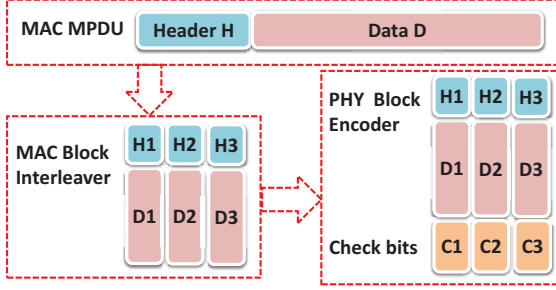 MAC MPDU Header H Data D
MAC Block
Interleaver
H1 H2 H3
D1 D2 D3
PHY Block
Encoder
H1 H2 H3
D1 D2 D3
Check bits C1 C2 C3